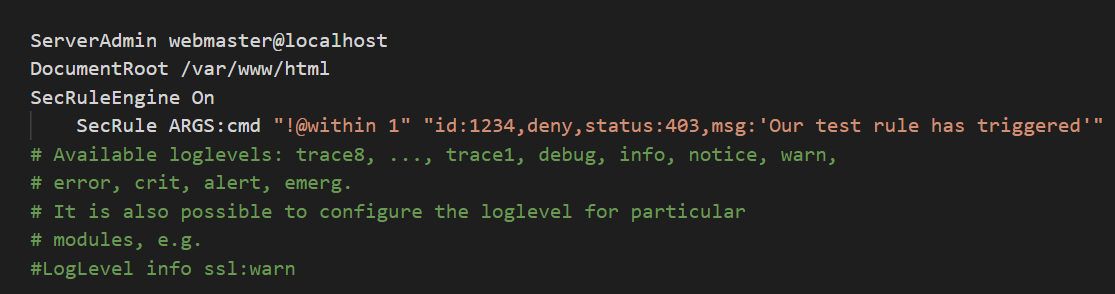 ServerAdmin webmaster@localhost
DocumentRoot /var/www/html
SecRuleEngine On
SecRule ARGS:cmd "!@within 1" "id:1234,deny,status:403,msg:'Our test rule has triggered'"
# Available loglevels: trace8, ..., trace1, debug, info, notice, warn,
# error, crit, alert, emerg.
# It is also possible to configure the loglevel for particular
# modules, e.g.
#LogLevel info ssl:warn